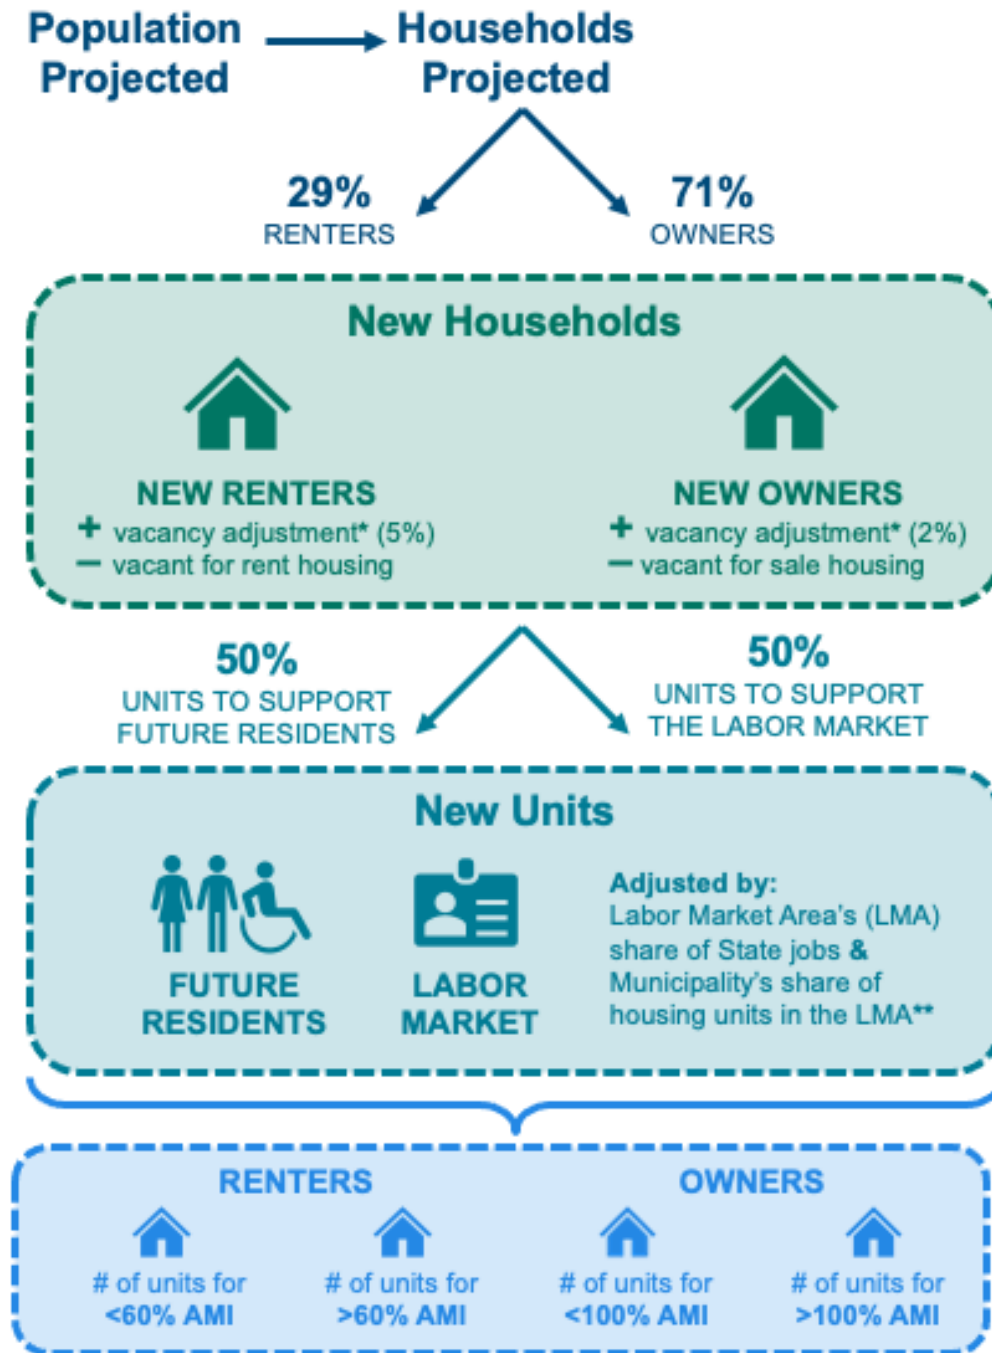 Population
Projected
Households
Projected
29%
RENTERS
71%
OWNERS
New Households
NEW RENTERS
+ vacancy adjustment* (5%)
− vacant for rent housing
NEW OWNERS
+ vacancy adjustment* (2%)
− vacant for sale housing
50%
UNITS TO SUPPORT
FUTURE RESIDENTS
50%
UNITS TO SUPPORT
THE LABOR MARKET
New Units
FUTURE
RESIDENTS
LABOR
MARKET
Adjusted by:
Labor Market Area's (LMA)
share of State jobs &
Municipality's share of
housing units in the LMA**
RENTERS
# of units for
<60% AMI
# of units for
>60% AMI
OWNERS
# of units for
<100% AMI
# of units for
>100% AMI